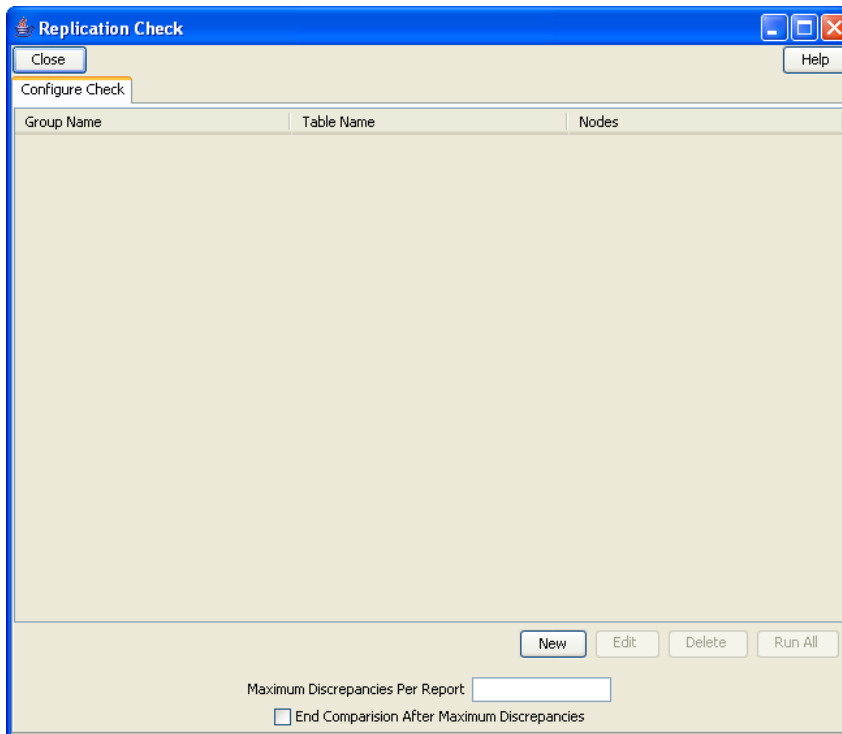 Replication Check
Close Help
Configure Check
Group Name Table Name Nodes
New Edit Delete Run All
Maximum Discrepancies Per Report
End Comparision After Maximum Discrepancies